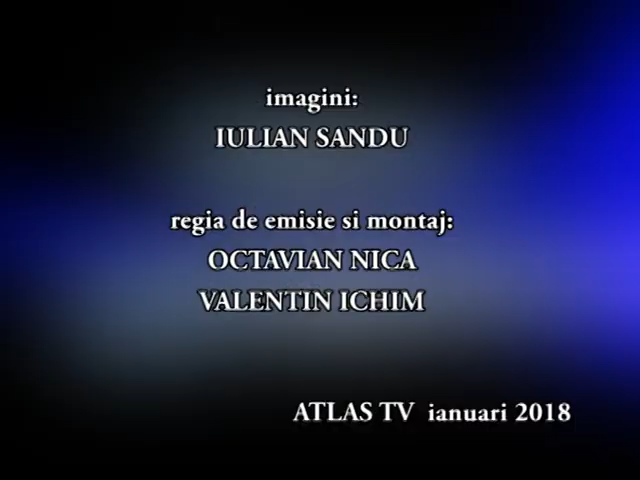 imagini:
IULIAN SANDU
regia de emisie si montaj:
OCTAVIAN NICA
VALENTIN ICHIM
ATLAS TV ianuari 2018